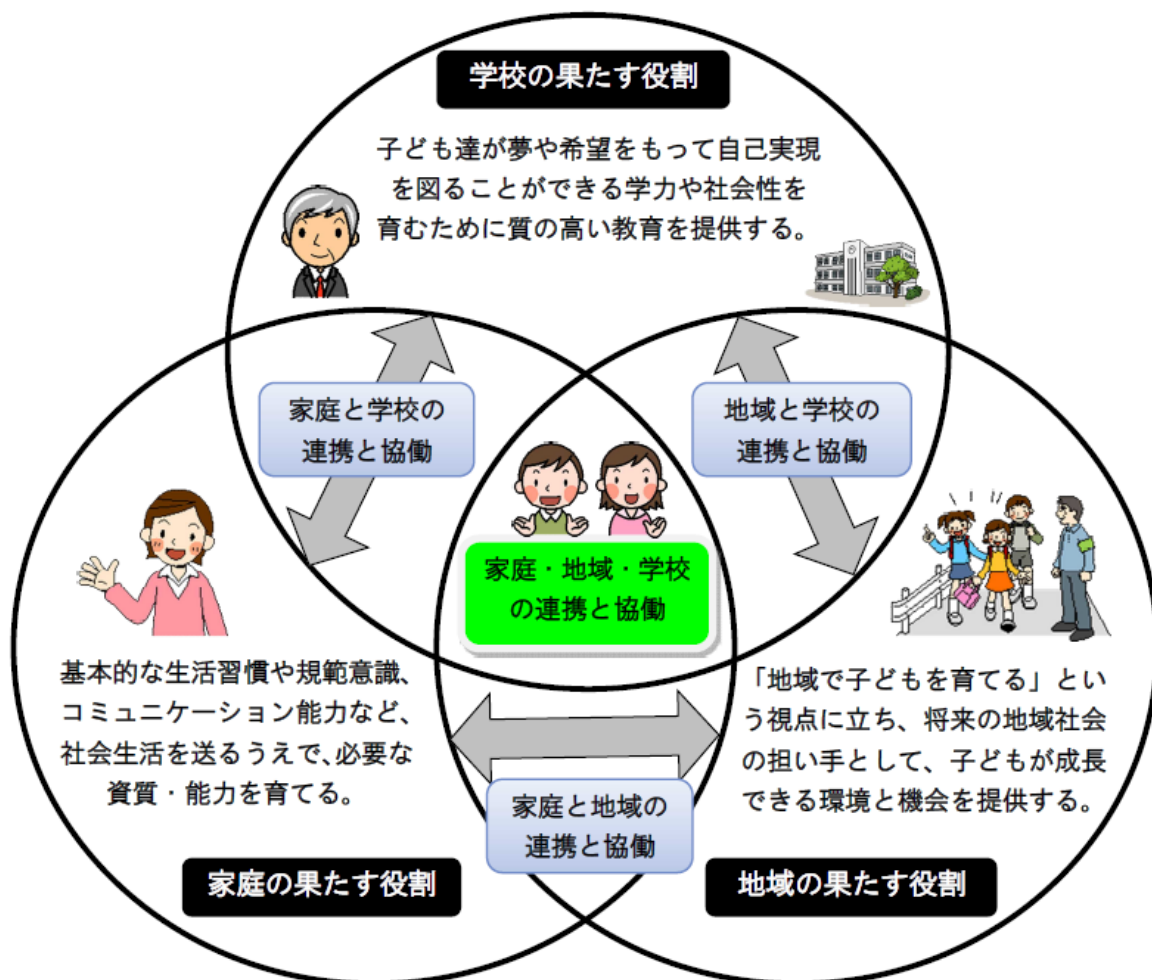 学校の果たす役割
子ども達が夢や希望をもって自己実現
を図ることができる学力や社会性を
育むために質の高い教育を提供する。
家庭と学校の
連携と協働
地域と学校の
連携と協働
家庭・地域・学校
の連携と協働
基本的な生活習慣や規範意識、
コミュニケーション能力など、
社会生活を送るうえで、必要な
資質・能力を育てる。
「地域で子どもを育てる」とい
う視点に立ち、将来の地域社会
の担い手として、子どもが成長
できる環境と機会を提供する。
家庭と地域の
連携と協働
家庭の果たす役割
地域の果たす役割